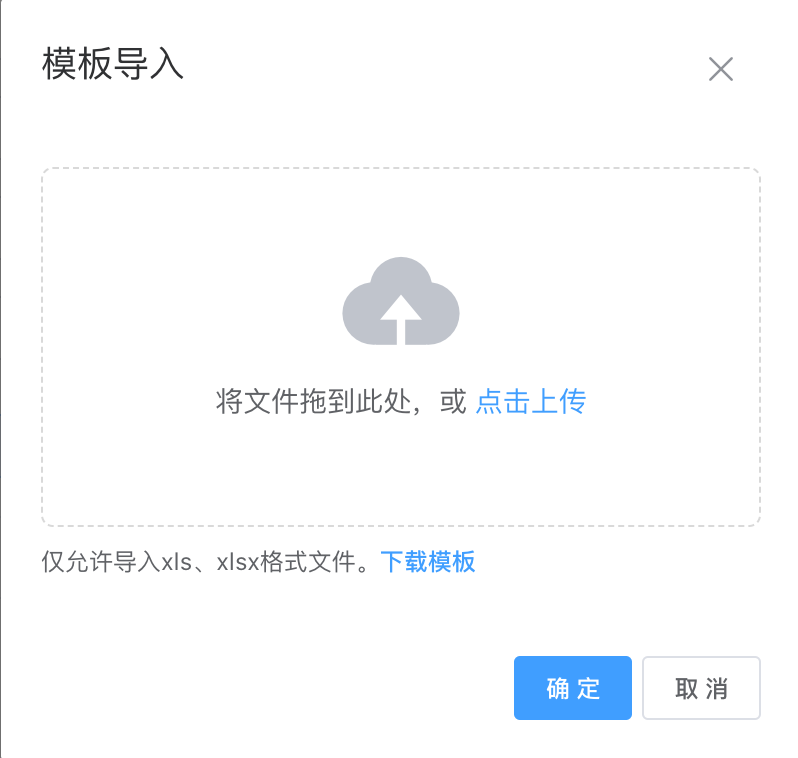 模板导入
将文件拖到此处，或 点击上传
仅允许导入xls、xlsx格式文件。下载模板
确 定 取 消